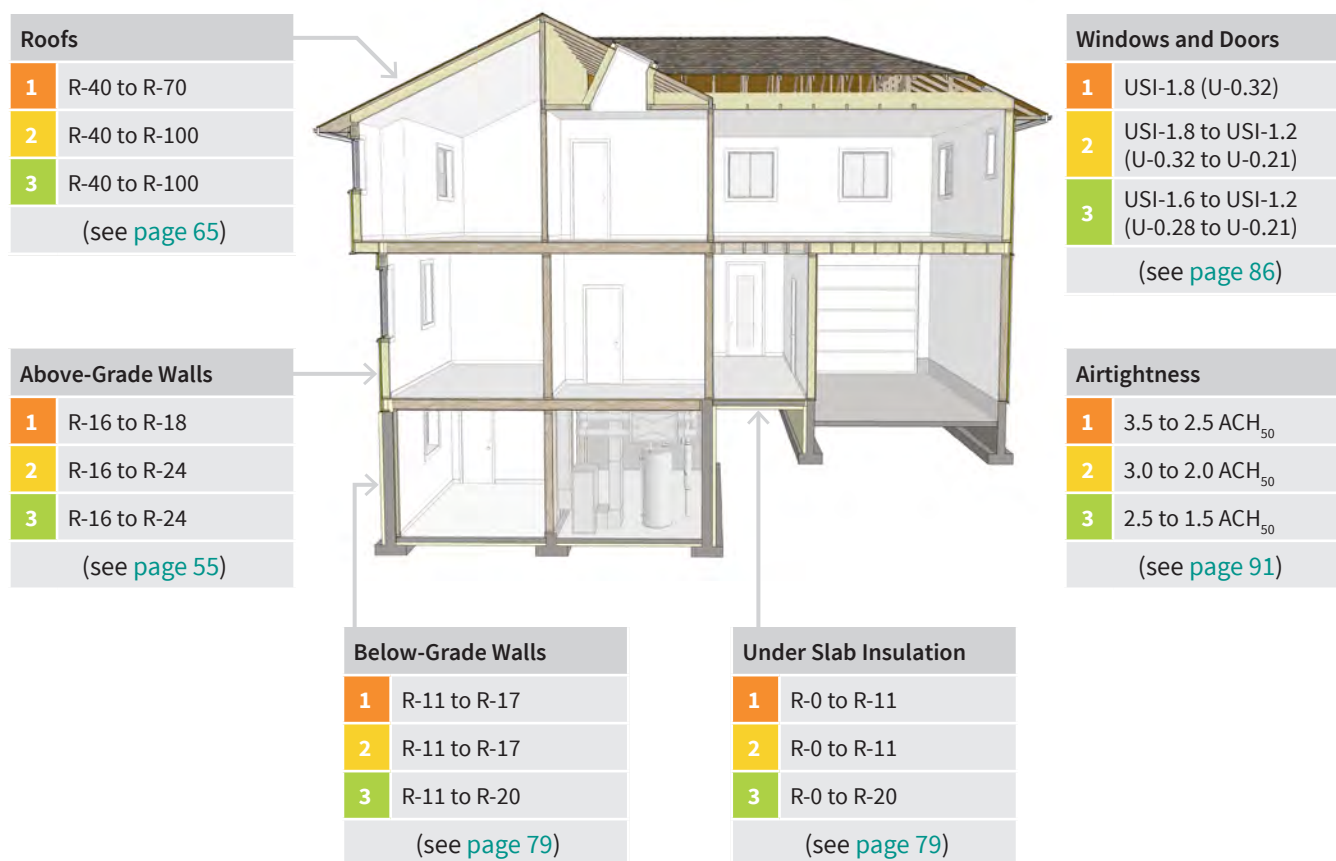 Roofs
1 R-40 to R-70
2 R-40 to R-100
3 R-40 to R-100
(see page 65)
Above-Grade Walls
1 R-16 to R-18
2 R-16 to R-24
3 R-16 to R-24
(see page 55)
Below-Grade Walls
1 R-11 to R-17
2 R-11 to R-17
3 R-11 to R-20
(see page 79)
Under Slab Insulation
1 R-0 to R-11
2 R-0 to R-11
3 R-0 to R-20
(see page 79)
Windows and Doors
1 USI-1.8 (U-0.32)
2 USI-1.8 to USI-1.2
(U-0.32 to U-0.21)
3 USI-1.6 to USI-1.2
(U-0.28 to U-0.21)
(see page 86)
Airtightness
1 3.5 to 2.5 ACH₅₀
2 3.0 to 2.0 ACH₅₀
3 2.5 to 1.5 ACH₅₀
(see page 91)